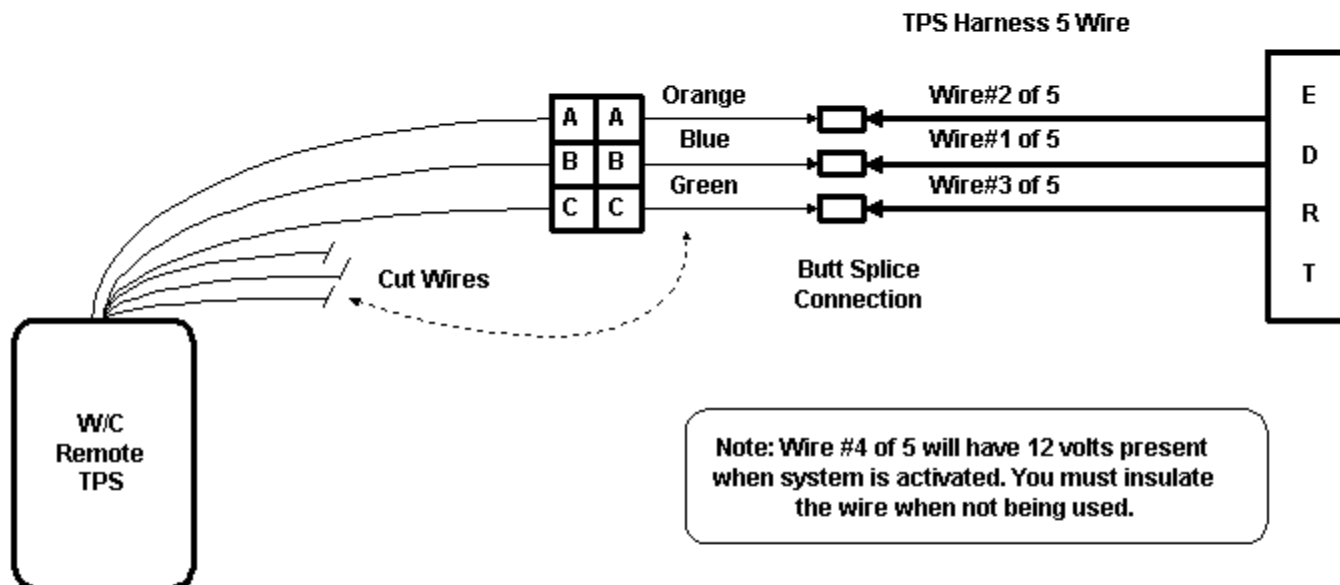 TPS Harness 5 Wire
A A Orange Wire#2 of 5
B B Blue Wire#1 of 5
C C Green Wire#3 of 5
E
D
R
T
Cut Wires
Butt Splice
Connection
W/C
Remote
TPS
Note: Wire #4 of 5 will have 12 volts present
when system is activated. You must insulate
the wire when not being used.